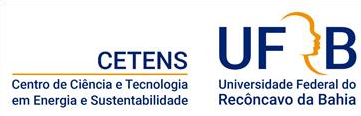 CETENS
Centro de Ciência e Tecnologia
em Energia e Sustentabilidade
UFRB
Universidade Federal do
Recôncavo da Bahia